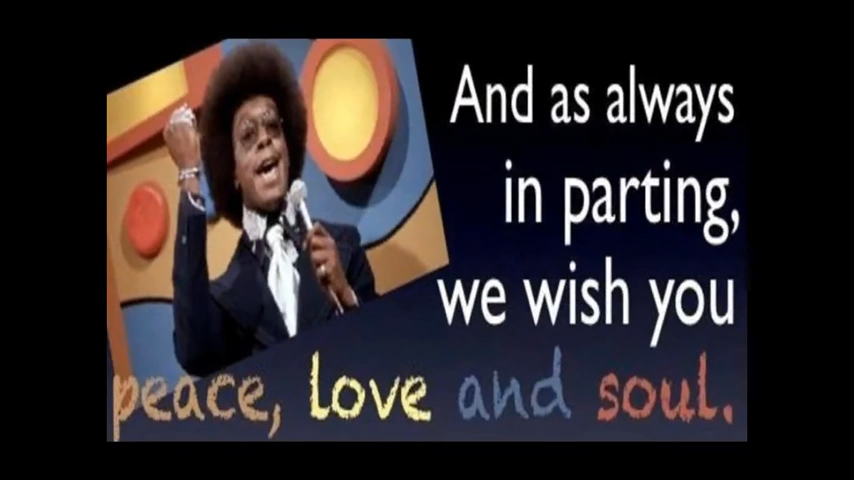 And as always
in parting,
we wish you
peace, love and soul.